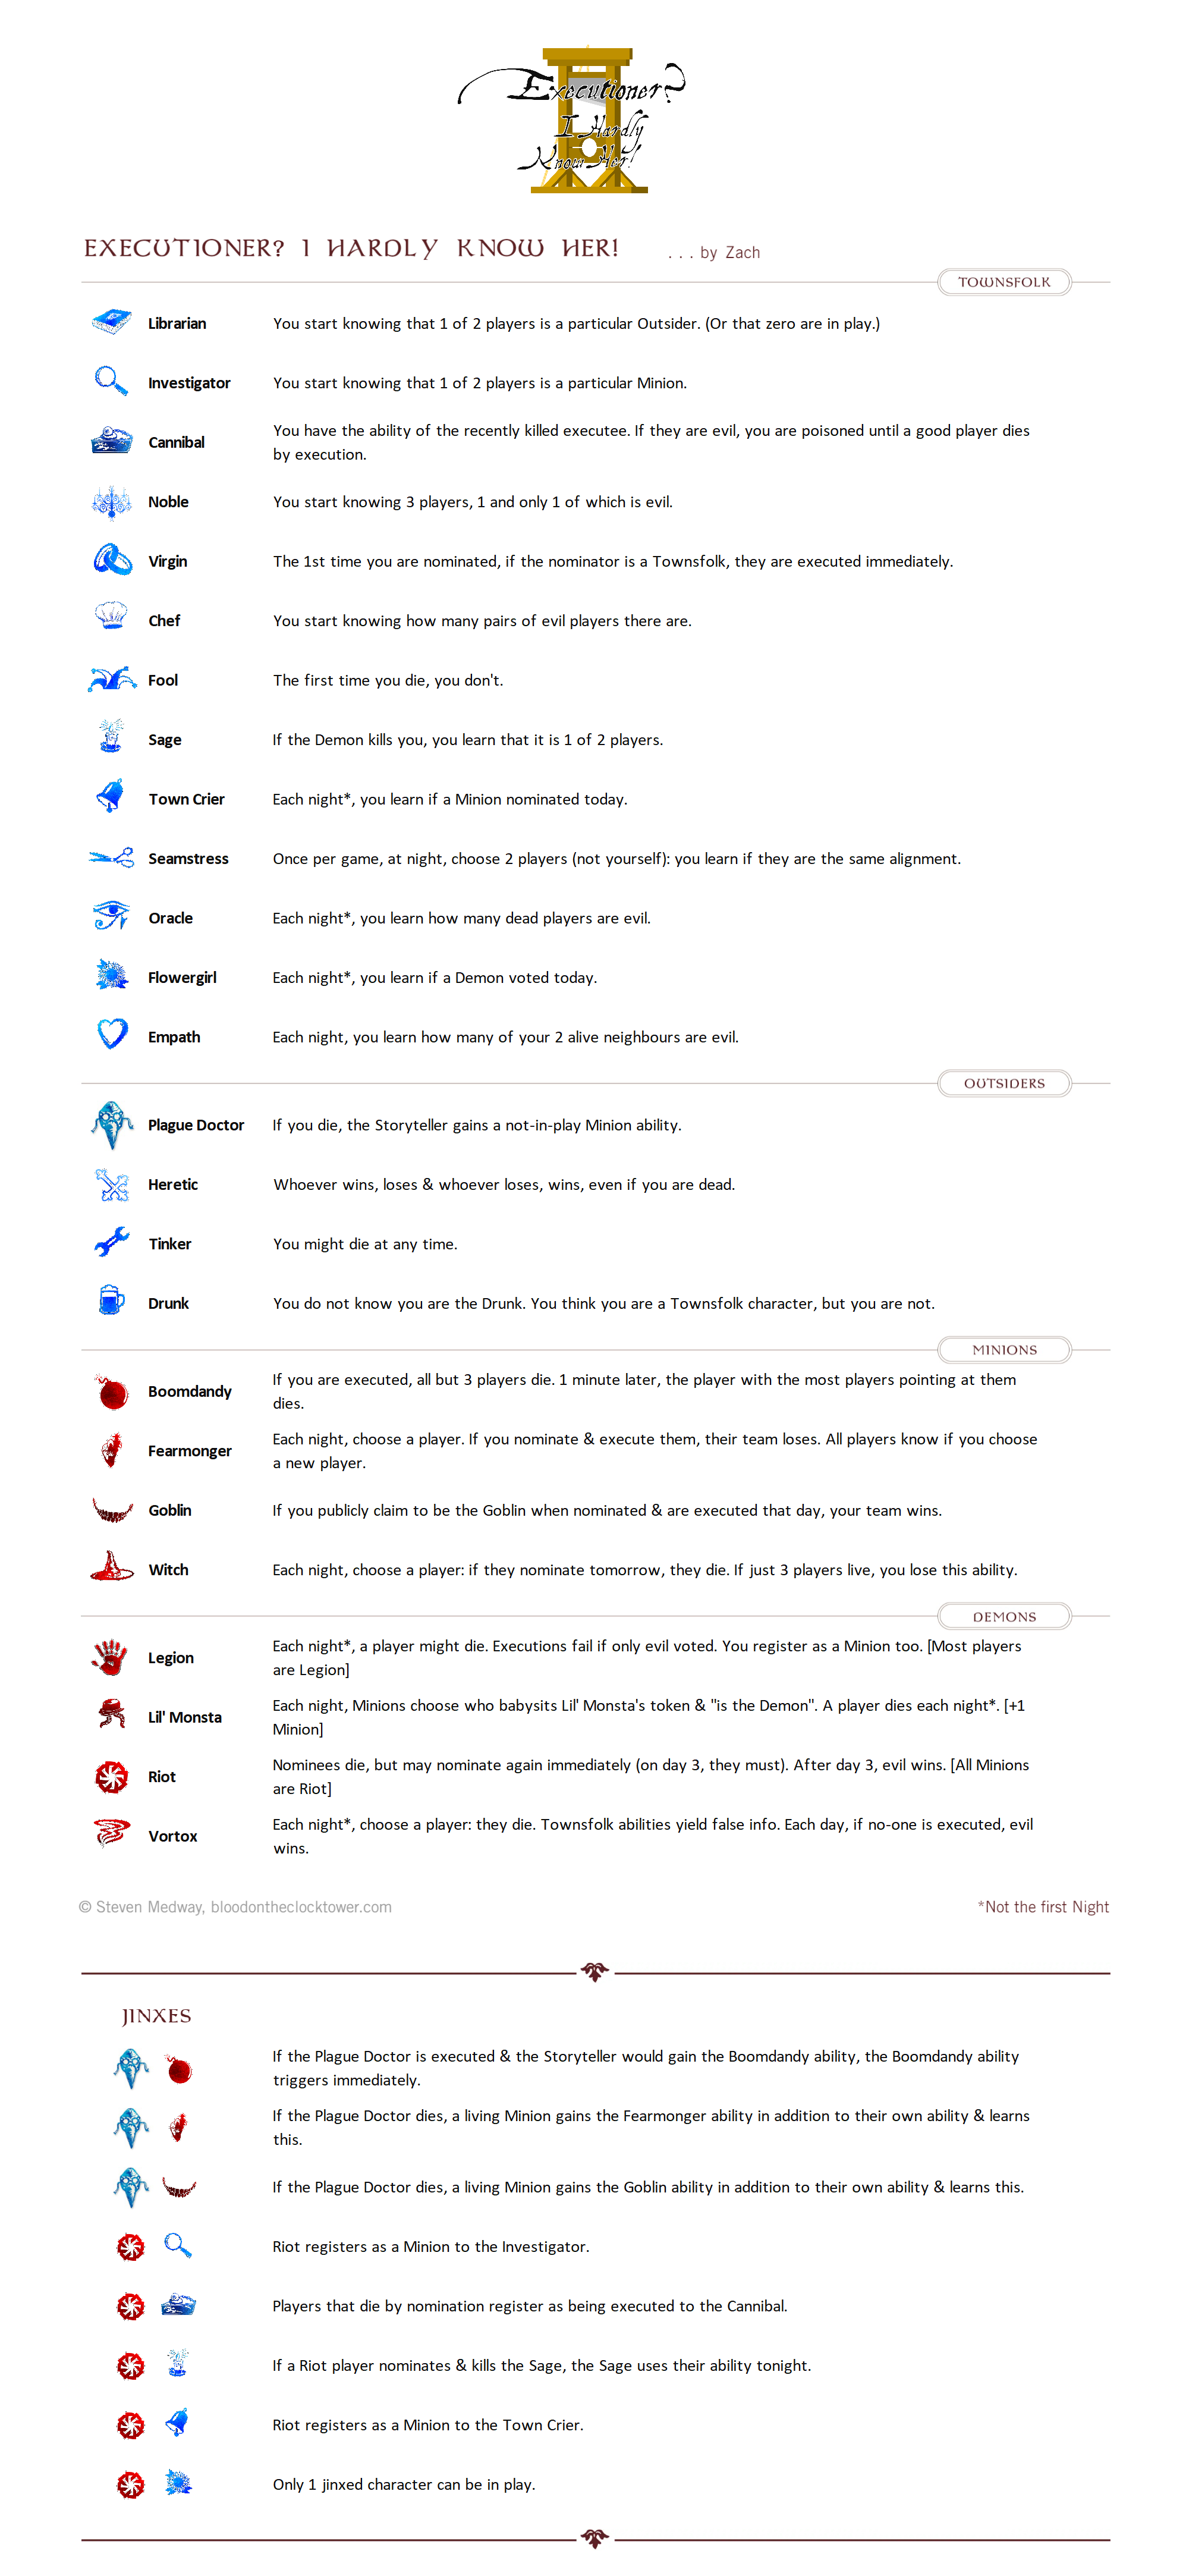 Executioner?
I Hardly
Know Her!
EXECUTIONER? I HARDLY KNOW HER!
. . . by Zach
TOWNSFOLK
Librarian
You start knowing that 1 of 2 players is a particular Outsider. (Or that zero are in play.)
Investigator
You start knowing that 1 of 2 players is a particular Minion.
Cannibal
You have the ability of the recently killed executee. If they are evil, you are poisoned until a good player dies
by execution.
Noble
You start knowing 3 players, 1 and only 1 of which is evil.
Virgin
The 1st time you are nominated, if the nominator is a Townsfolk, they are executed immediately.
Chef
You start knowing how many pairs of evil players there are.
Fool
The first time you die, you don't.
Sage
If the Demon kills you, you learn that it is 1 of 2 players.
Town Crier
Each night*, you learn if a Minion nominated today.
Seamstress
Once per game, at night, choose 2 players (not yourself): you learn if they are the same alignment.
Oracle
Each night*, you learn how many dead players are evil.
Flowergirl
Each night*, you learn if a Demon voted today.
Empath
Each night, you learn how many of your 2 alive neighbours are evil.
OUTSIDERS
Plague Doctor
If you die, the Storyteller gains a not-in-play Minion ability.
Heretic
Whoever wins, loses & whoever loses, wins, even if you are dead.
Tinker
You might die at any time.
Drunk
You do not know you are the Drunk. You think you are a Townsfolk character, but you are not.
MINIONS
Boomdandy
If you are executed, all but 3 players die. 1 minute later, the player with the most players pointing at them
dies.
Fearmonger
Each night, choose a player. If you nominate & execute them, their team loses. All players know if you choose
a new player.
Goblin
If you publicly claim to be the Goblin when nominated & are executed that day, your team wins.
Witch
Each night, choose a player: if they nominate tomorrow, they die. If just 3 players live, you lose this ability.
DEMONS
Legion
Each night*, a player might die. Executions fail if only evil voted. You register as a Minion too. [Most players
are Legion]
Lil' Monsta
Each night, Minions choose who babysits Lil' Monsta's token & "is the Demon". A player dies each night*. [+1
Minion]
Riot
Nominees die, but may nominate again immediately (on day 3, they must). After day 3, evil wins. [All Minions
are Riot]
Vortox
Each night*, choose a player: they die. Townsfolk abilities yield false info. Each day, if no-one is executed, evil
wins.
© Steven Medway, bloodontheclocktower.com
*Not the first Night
JINXES
If the Plague Doctor is executed & the Storyteller would gain the Boomdandy ability, the Boomdandy ability
triggers immediately.
If the Plague Doctor dies, a living Minion gains the Fearmonger ability in addition to their own ability & learns
this.
If the Plague Doctor dies, a living Minion gains the Goblin ability in addition to their own ability & learns this.
Riot registers as a Minion to the Investigator.
Players that die by nomination register as being executed to the Cannibal.
If a Riot player nominates & kills the Sage, the Sage uses their ability tonight.
Riot registers as a Minion to the Town Crier.
Only 1 jinxed character can be in play.